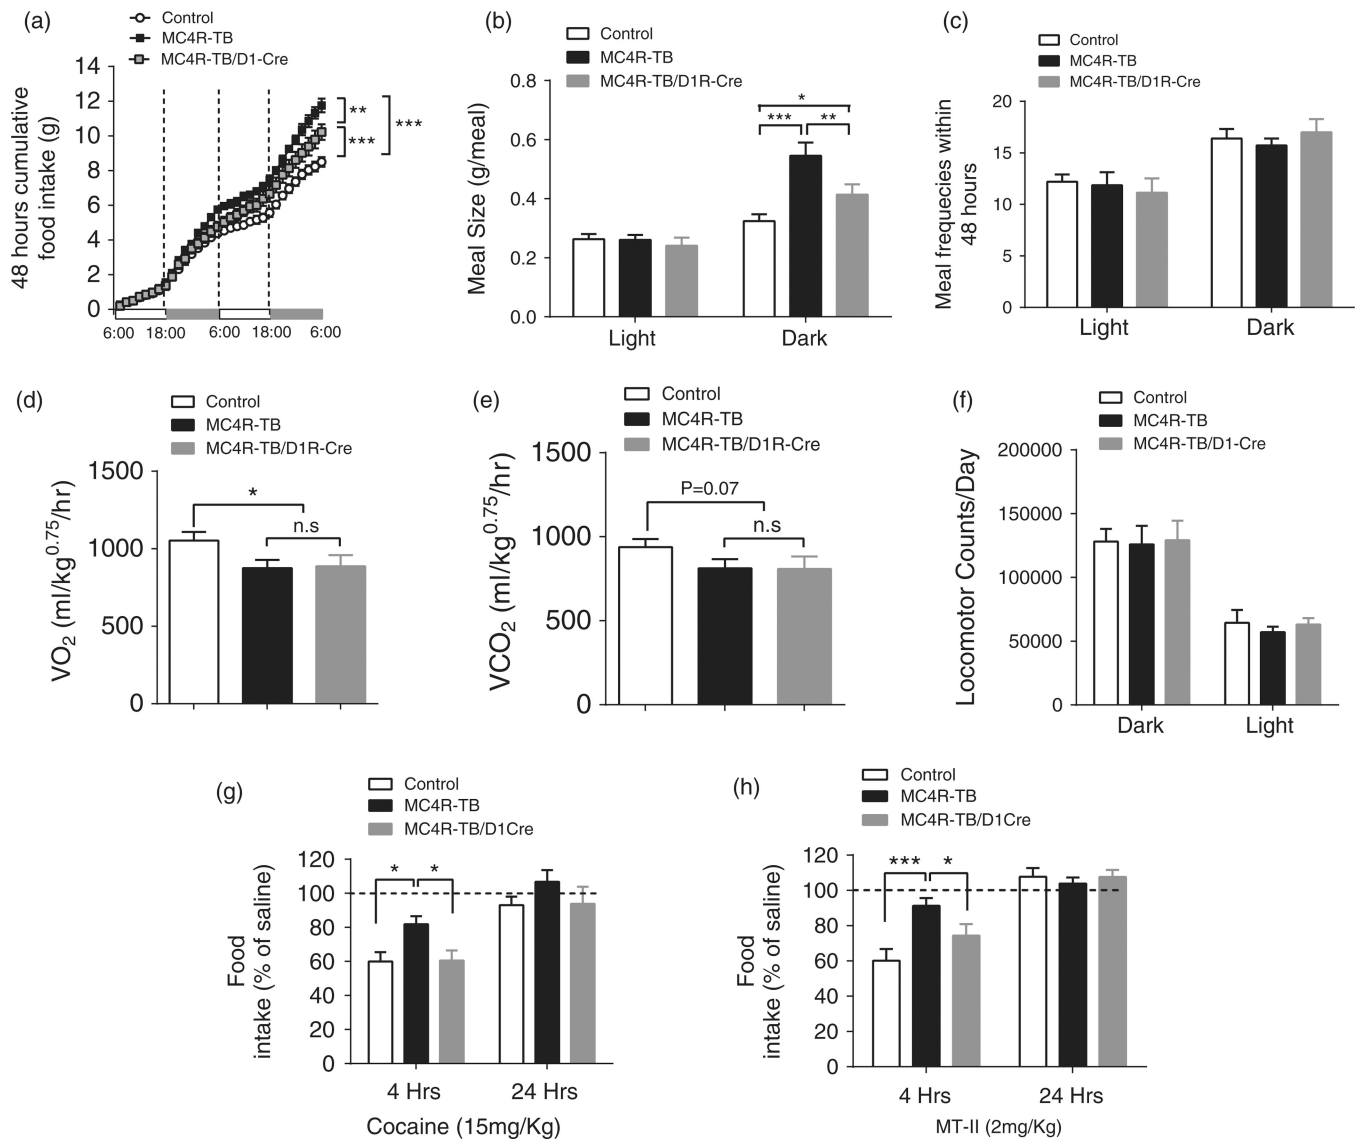 (a)
Control
MC4R-TB
MC4R-TB/D1-Cre
48 hours cumulative
food intake (g)
14
12
10
8
6
4
2
0
**
***
***
6:00 18:00 6:00 18:00 6:00
(b)
Control
MC4R-TB
MC4R-TB/D1R-Cre
Meal Size (g/meal)
0.8
0.6
0.4
0.2
0.0
*
*** **
Light Dark
(c)
Control
MC4R-TB
MC4R-TB/D1R-Cre
Meal frequecies within
48 hours
20
15
10
5
0
Light Dark
(d)
Control
MC4R-TB
MC4R-TB/D1R-Cre
VO2 (ml/kg0.75/hr)
1500
1000
500
0
*
n.s
(e)
Control
MC4R-TB
MC4R-TB/D1R-Cre
VCO2 (ml/kg0.75/hr)
1500
1000
500
0
P=0.07
n.s
(f)
Control
MC4R-TB
MC4R-TB/D1-Cre
Locomotor Counts/Day
200000
150000
100000
50000
0
Dark Light
(g)
Control
MC4R-TB
MC4R-TB/D1Cre
Food
intake (% of saline)
120
100
80
60
40
20
0
* *
4 Hrs 24 Hrs
Cocaine (15mg/Kg)
(h)
Control
MC4R-TB
MC4R-TB/D1Cre
Food
intake (% of saline)
120
100
80
60
40
20
0
*** *
4 Hrs 24 Hrs
MT-II (2mg/Kg)